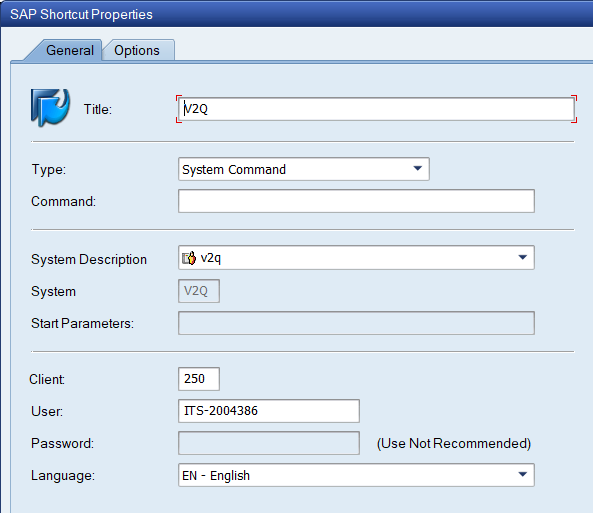 SAP Shortcut Properties
General Options
Title: V2Q
Type: System Command
Command:
System Description v2q
System V2Q
Start Parameters:
Client: 250
User: ITS-2004386
Password: (Use Not Recommended)
Language: EN - English